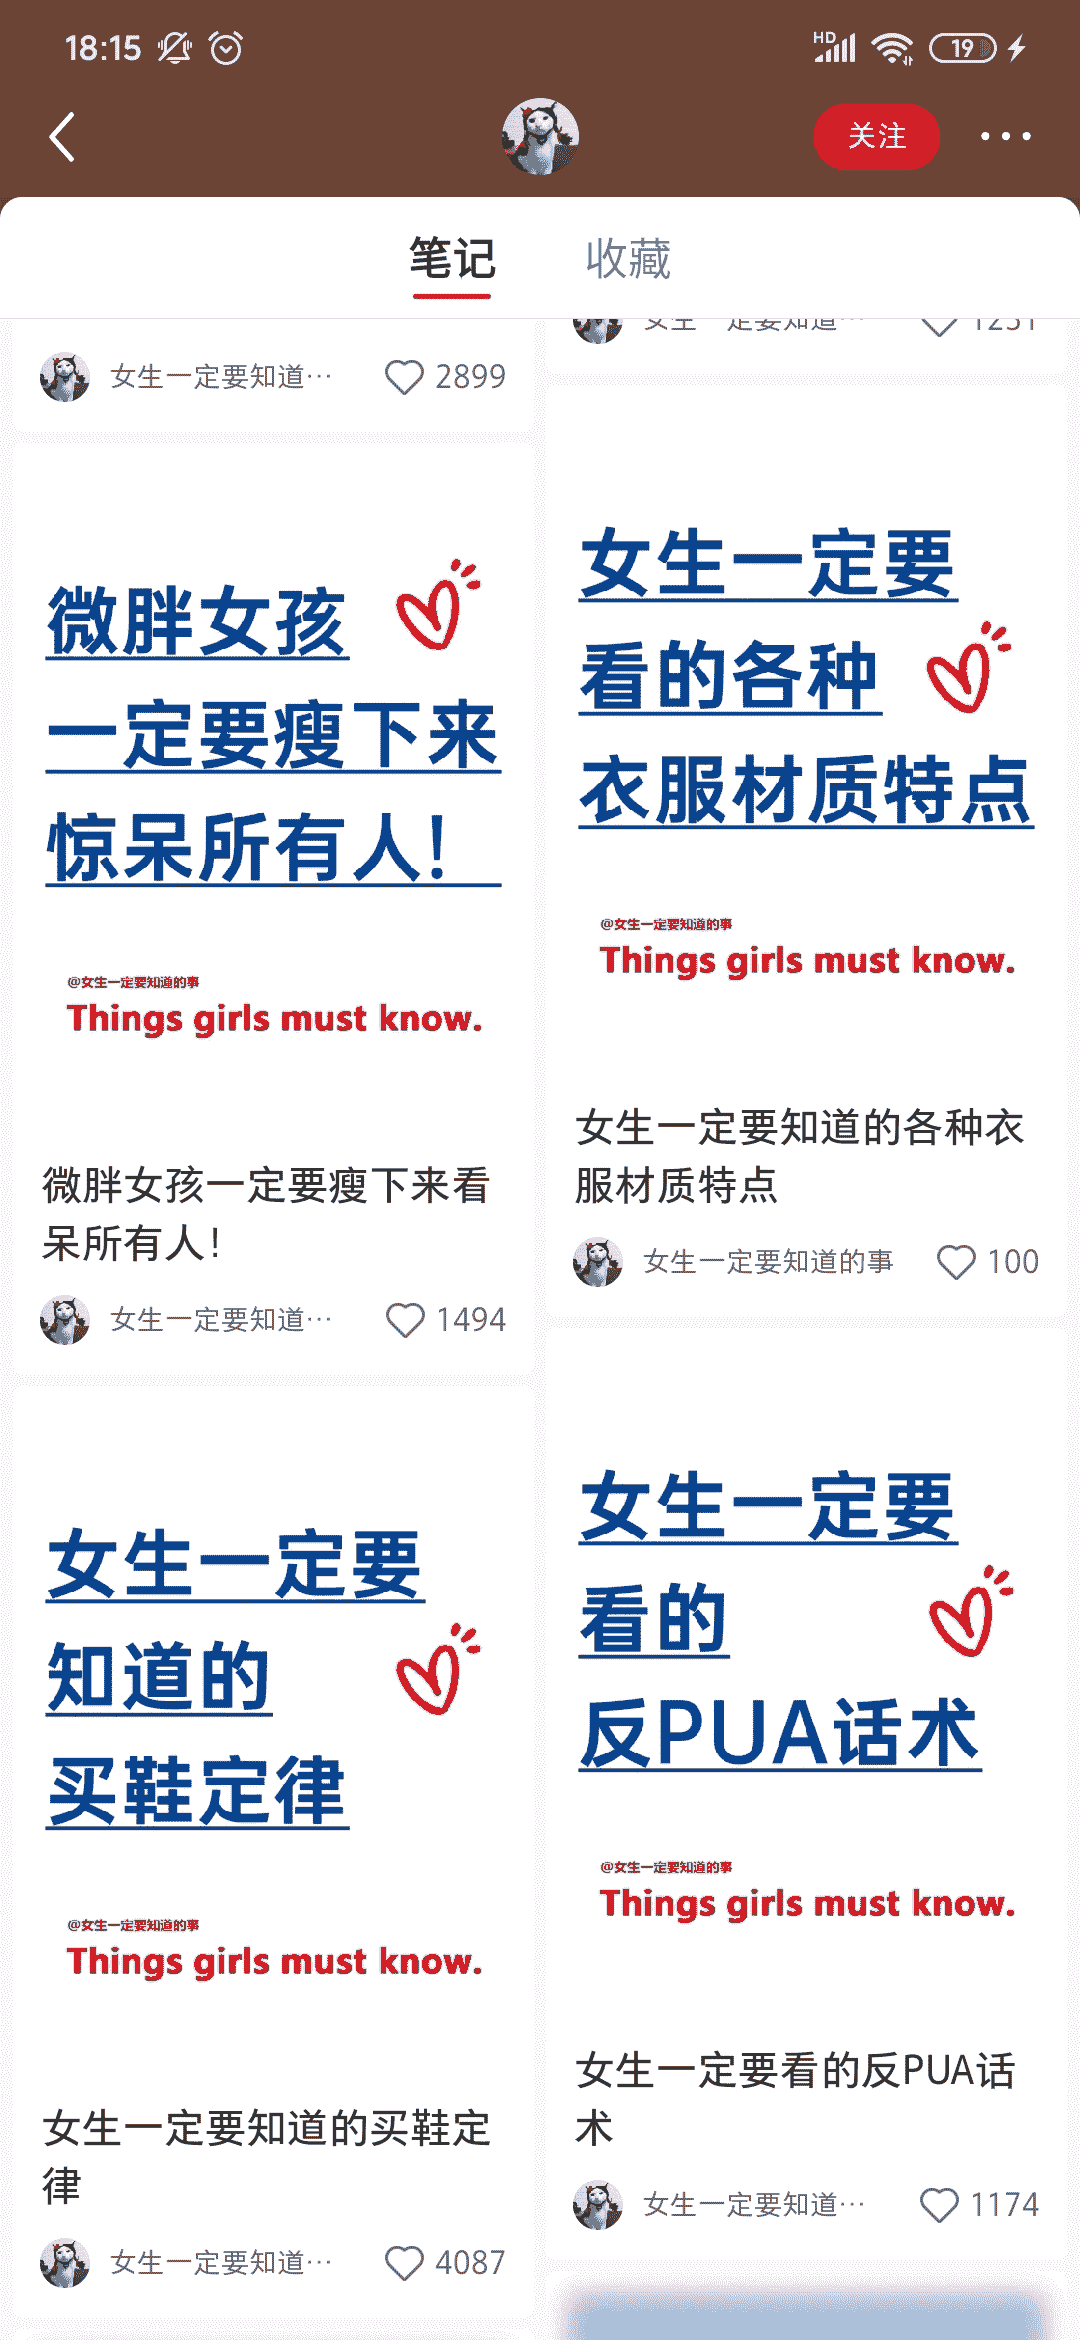 18:15
HD
19
关注
笔记
收藏
女生一定要知道…
2899
微胖女孩
一定要瘦下来
惊呆所有人！
@女生一定要知道的事
Things girls must know.
微胖女孩一定要瘦下来看
呆所有人！
女生一定要知道…
1494
女生一定要
知道的
买鞋定律
@女生一定要知道的事
Things girls must know.
女生一定要知道的买鞋定
律
女生一定要知道…
4087
女生一定要知道…
1231
女生一定要
看的各种
衣服材质特点
@女生一定要知道的事
Things girls must know.
女生一定要知道的各种衣
服材质特点
女生一定要知道的事
100
女生一定要
看的
反PUA话术
@女生一定要知道的事
Things girls must know.
女生一定要看的反PUA话
术
女生一定要知道…
1174